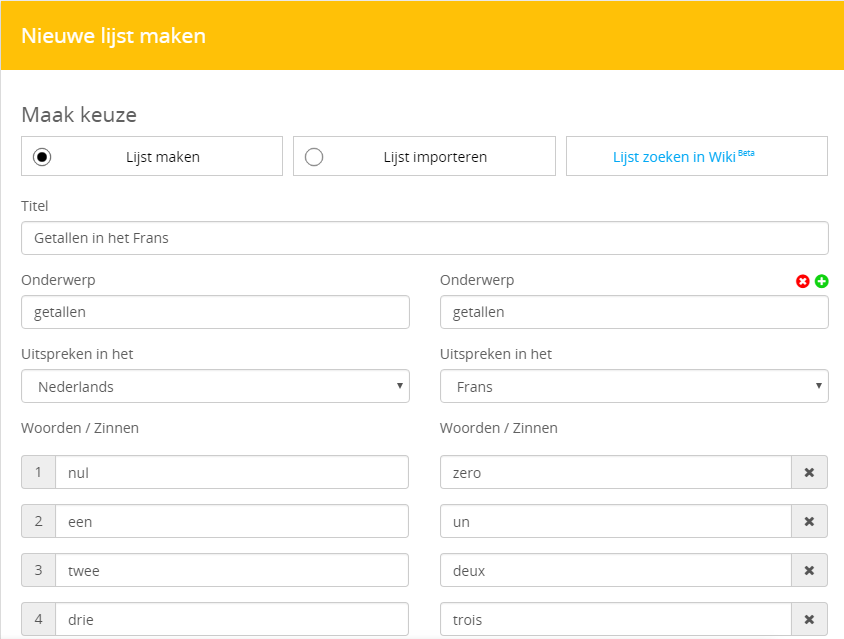 Nieuwe lijst maken
Maak keuze
Lijst maken Lijst importeren Lijst zoeken in Wiki Beta
Titel
Getallen in het Frans
Onderwerp Onderwerp
getallen getallen
Uitspreken in het Uitspreken in het
Nederlands Frans
Woorden / Zinnen Woorden / Zinnen
1 nul zero
2 een un
3 twee deux
4 drie trois